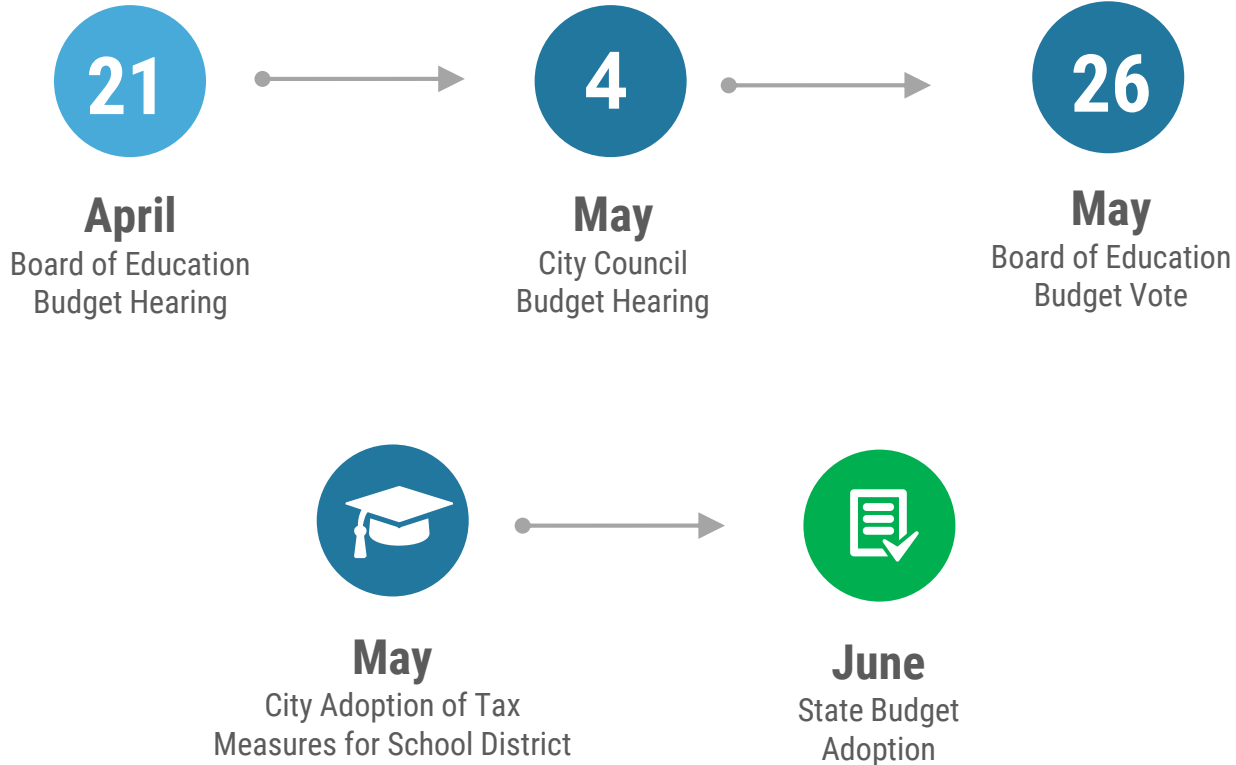 21
April
Board of Education
Budget Hearing
4
May
City Council
Budget Hearing
26
May
Board of Education
Budget Vote
May
City Adoption of Tax
Measures for School District
June
State Budget
Adoption